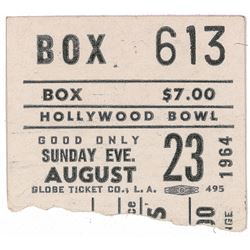 BOX 613
BOX $7.00
HOLLYWOOD BOWL
GOOD ONLY
SUNDAY EVE.
AUGUST 23 1964
GLOBE TICKET CO., L. A. 495